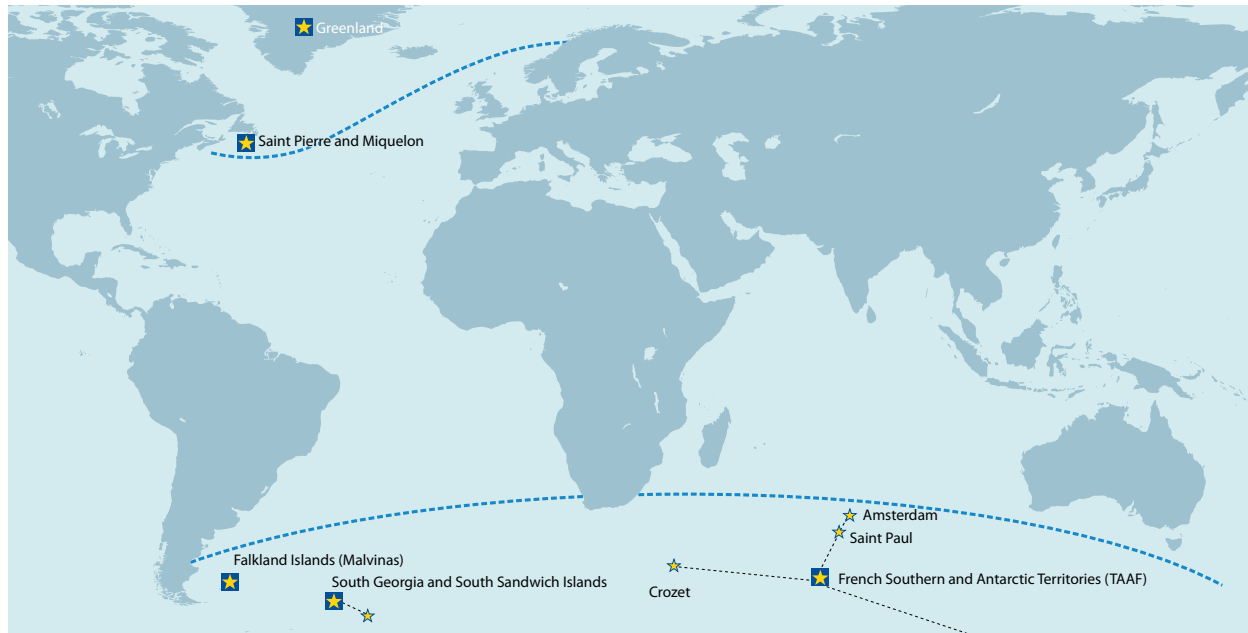 Greenland
Saint Pierre and Miquelon
Amsterdam
Saint Paul
Falkland Islands (Malvinas)
South Georgia and South Sandwich Islands
French Southern and Antarctic Territories (TAAF)
Crozet